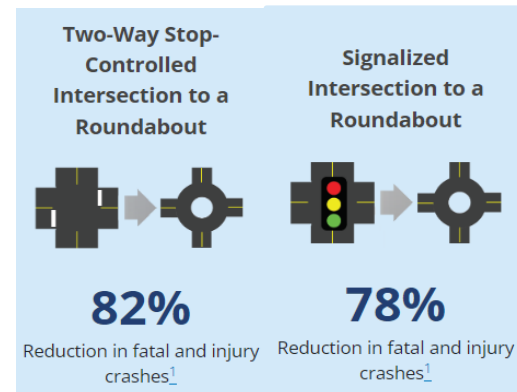 Two-Way Stop-
Controlled
Intersection to a
Roundabout
82%
Reduction in fatal and injury
crashes1
Signalized
Intersection to a
Roundabout
78%
Reduction in fatal and injury
crashes1